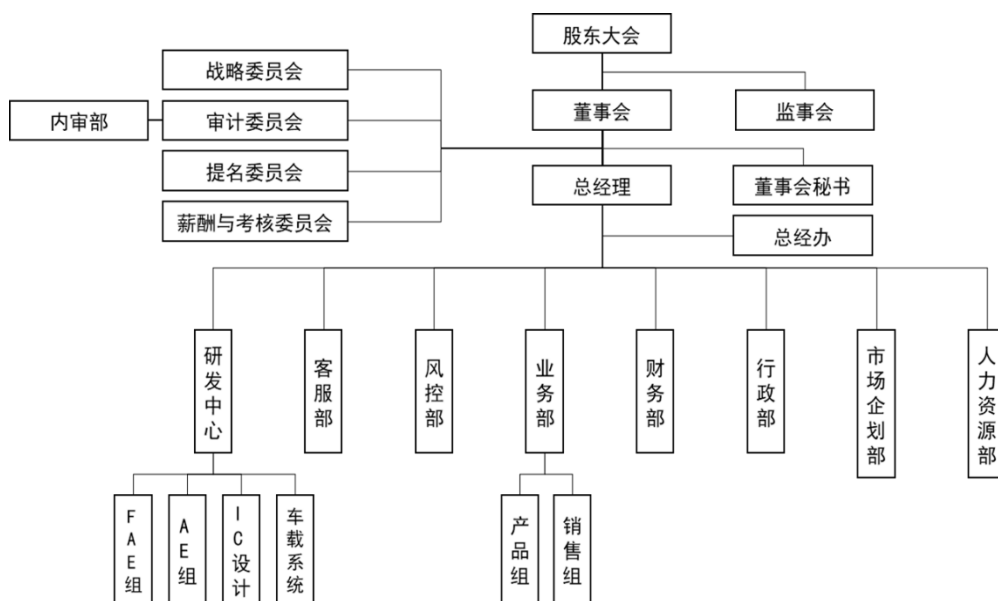 股东大会
战略委员会
内审部
审计委员会
董事会
监事会
提名委员会
总经理
董事会秘书
薪酬与考核委员会
总经办
研发中心
客服部
风控部
业务部
财务部
行政部
市场企划部
人力资源部
FAE组
AE组
IC设计
车载系统
产品组
销售组